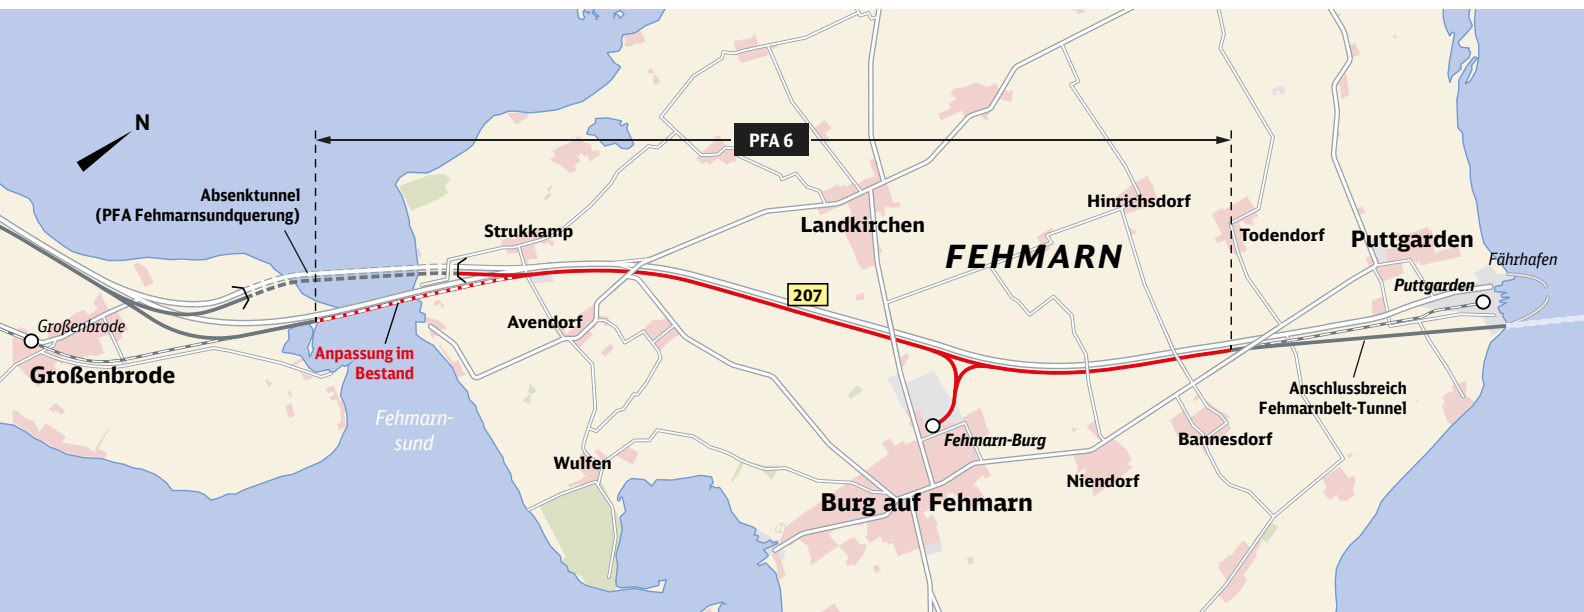 N
PFA 6
Absenktunnel
(PFA Fehmarnsundquerung)
Strukkamp
Landkirchen
Hinrichsdorf
FEHMARN
Todendorf
Puttgarden
Fährhafen
Puttgarden
207
Großenbrode
Großenbrode
Avendorf
Anpassung im
Bestand
Fehmarn-
sund
Anschlussbreich
Fehmarnbelt-Tunnel
Fehmarn-Burg
Bannesdorf
Wulfen
Niendorf
Burg auf Fehmarn